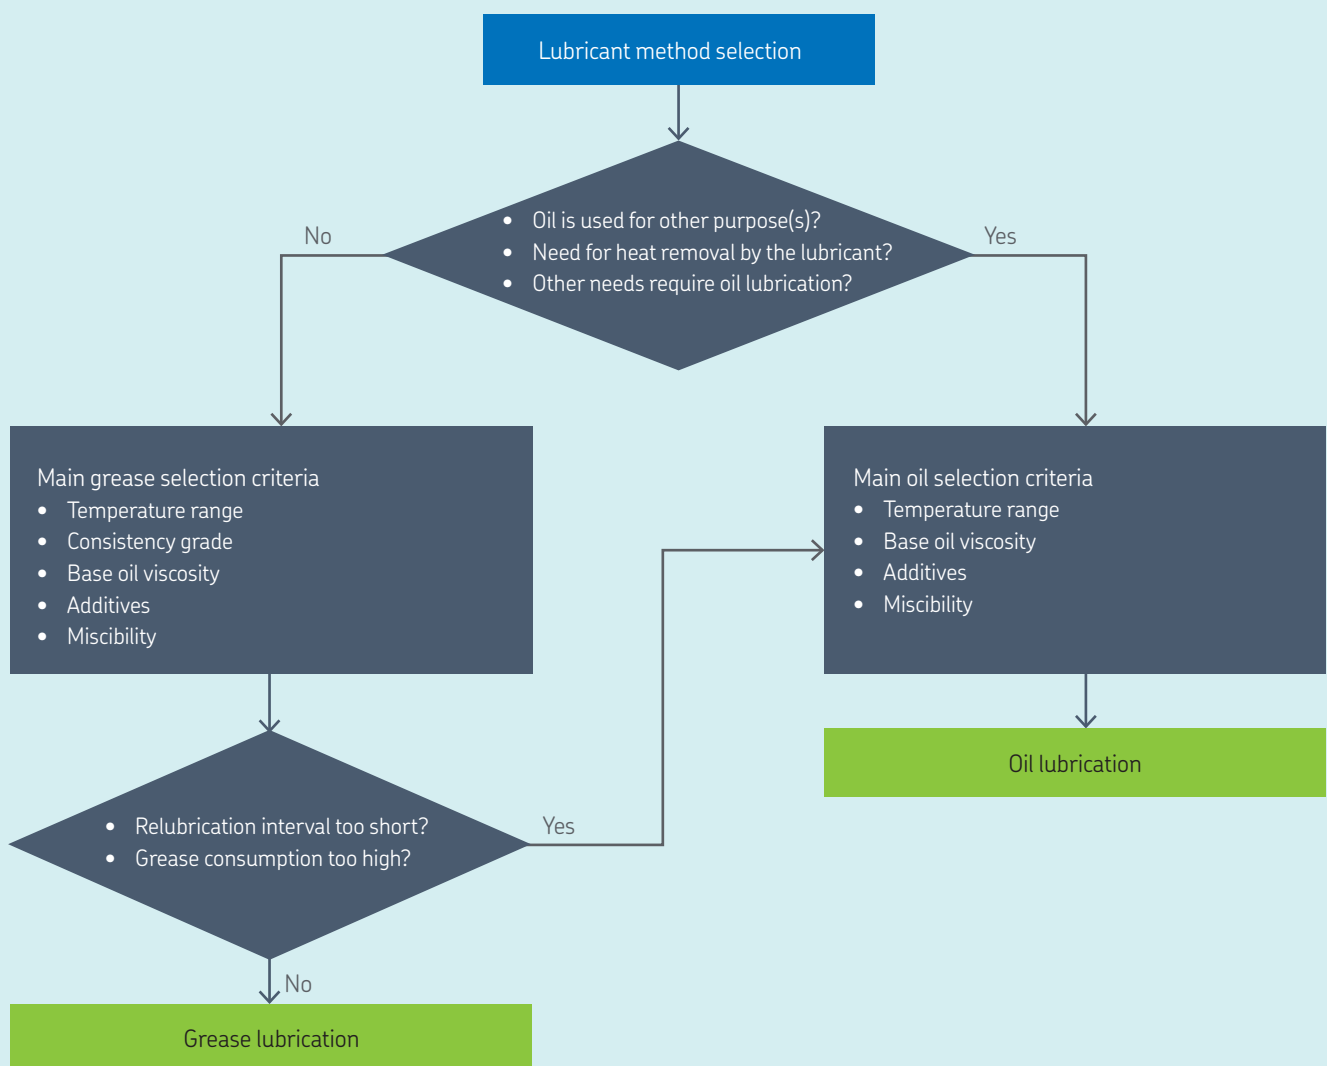 Lubricant method selection
• Oil is used for other purpose(s)?
• Need for heat removal by the lubricant?
• Other needs require oil lubrication?
No
Yes
Main grease selection criteria
• Temperature range
• Consistency grade
• Base oil viscosity
• Additives
• Miscibility
Main oil selection criteria
• Temperature range
• Base oil viscosity
• Additives
• Miscibility
Oil lubrication
• Relubrication interval too short?
• Grease consumption too high?
Yes
No
Grease lubrication